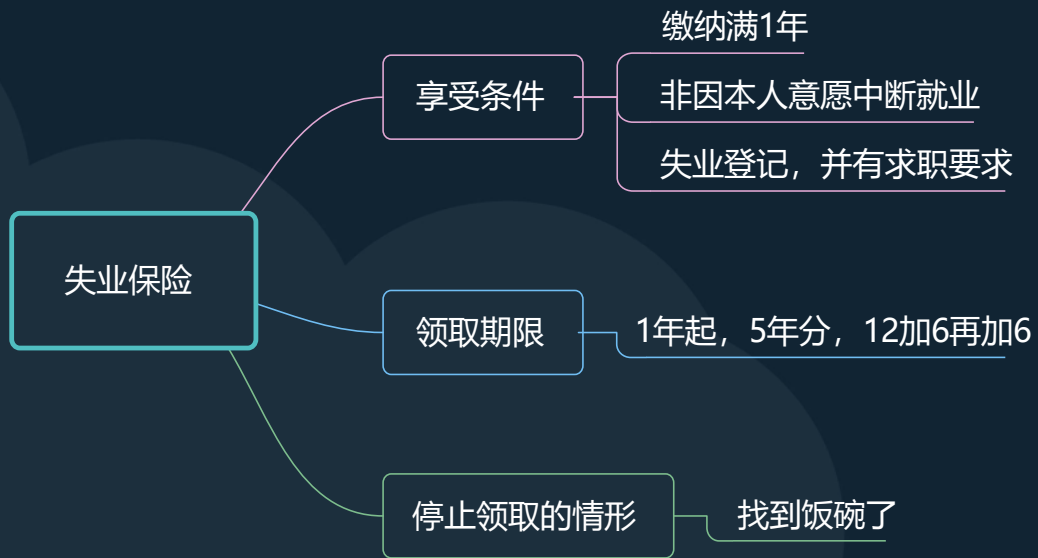 失业保险
享受条件
缴纳满1年
非因本人意愿中断就业
失业登记，并有求职要求
领取期限
1年起，5年分，12加6再加6
停止领取的情形
找到饭碗了